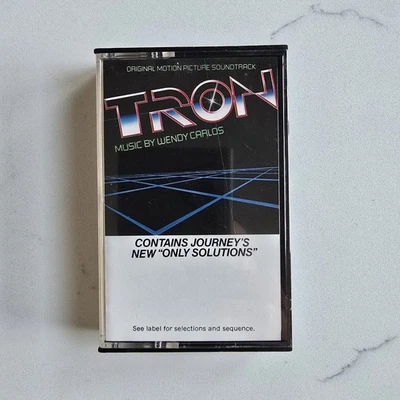 ORIGINAL MOTION PICTURE SOUNDTRACK
TRON
MUSIC BY WENDY CARLOS
CONTAINS JOURNEY'S
NEW "ONLY SOLUTIONS"
See label for selections and sequence.